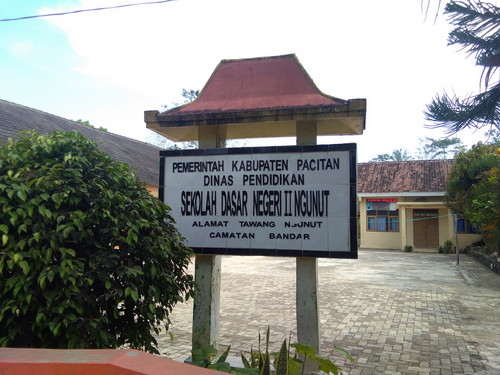 PEMERINTAH KABUPATEN PACITAN
DINAS PENDIDIKAN
SEKOLAH DASAR NEGERI II NGUNUT
ALAMAT TAWANG NGUNUT
CAMATAN BANDAR